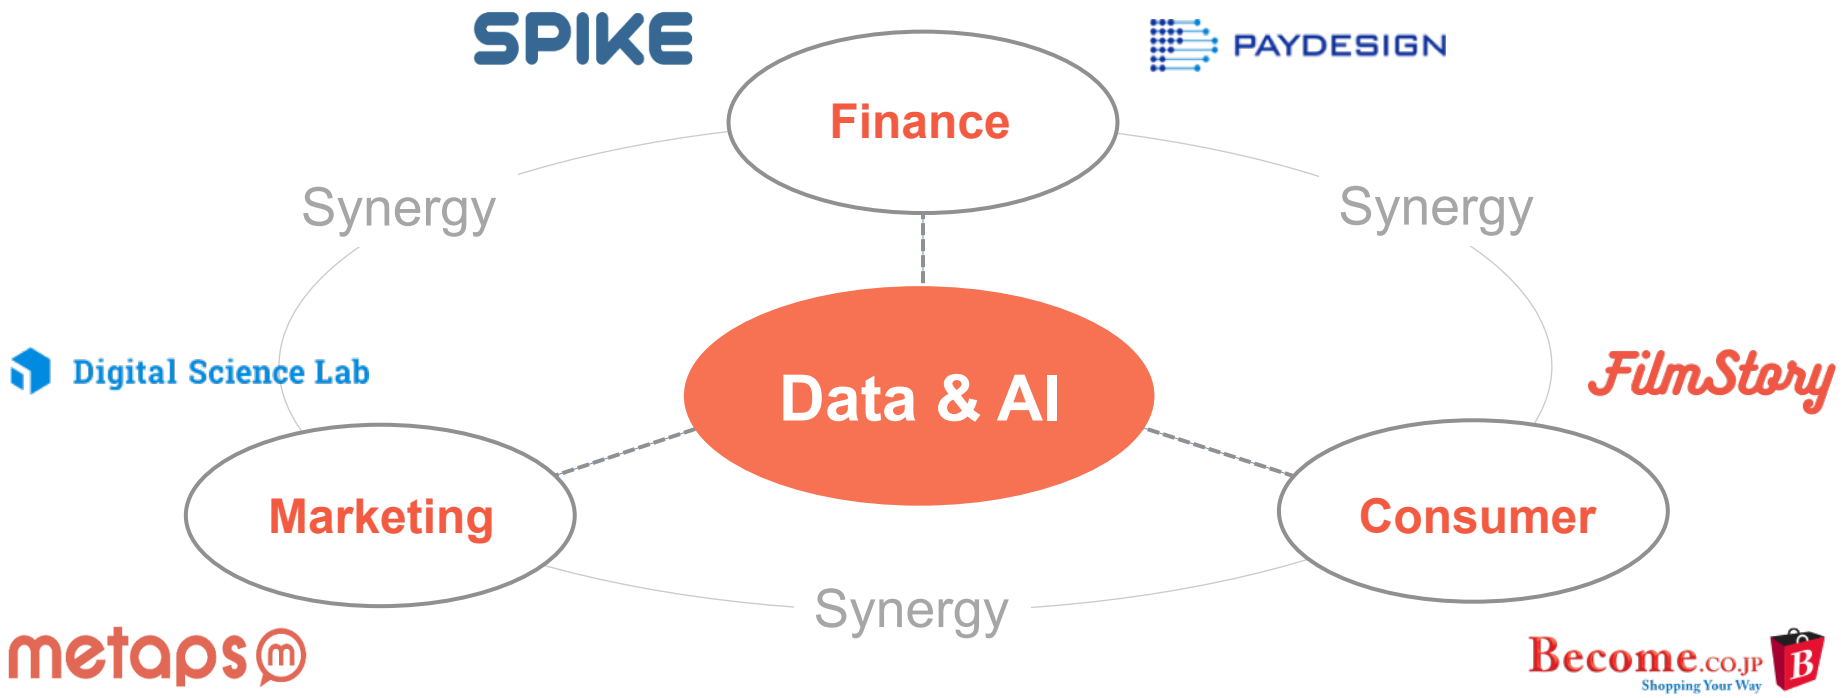 SPIKE
PAYDESIGN
Finance
Synergy
Synergy
Digital Science Lab
Data & AI
FilmStory
Marketing
Consumer
Synergy
metaps m
Become.co.jp B
Shopping Your Way